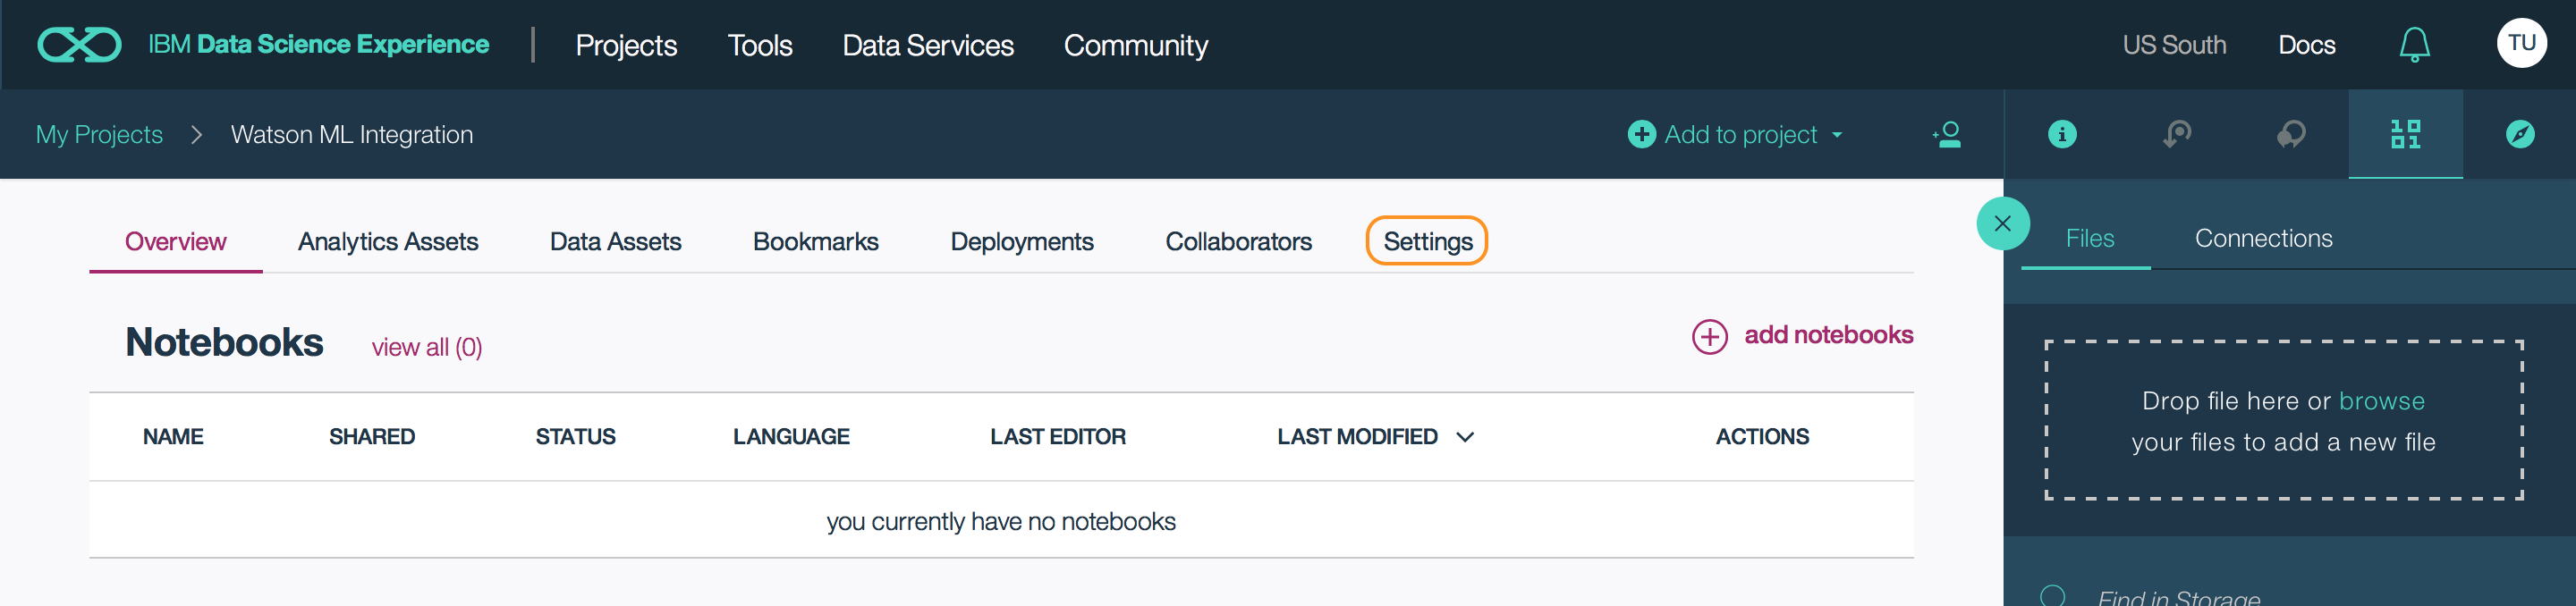 IBM Data Science Experience Projects Tools Data Services Community US South Docs TU
My Projects > Watson ML Integration Add to project
Overview Analytics Assets Data Assets Bookmarks Deployments Collaborators Settings
Notebooks view all (0) add notebooks
NAME SHARED STATUS LANGUAGE LAST EDITOR LAST MODIFIED ACTIONS
you currently have no notebooks
1001
Files Connections
Drop file here or browse
your files to add a new file
Find in Storage